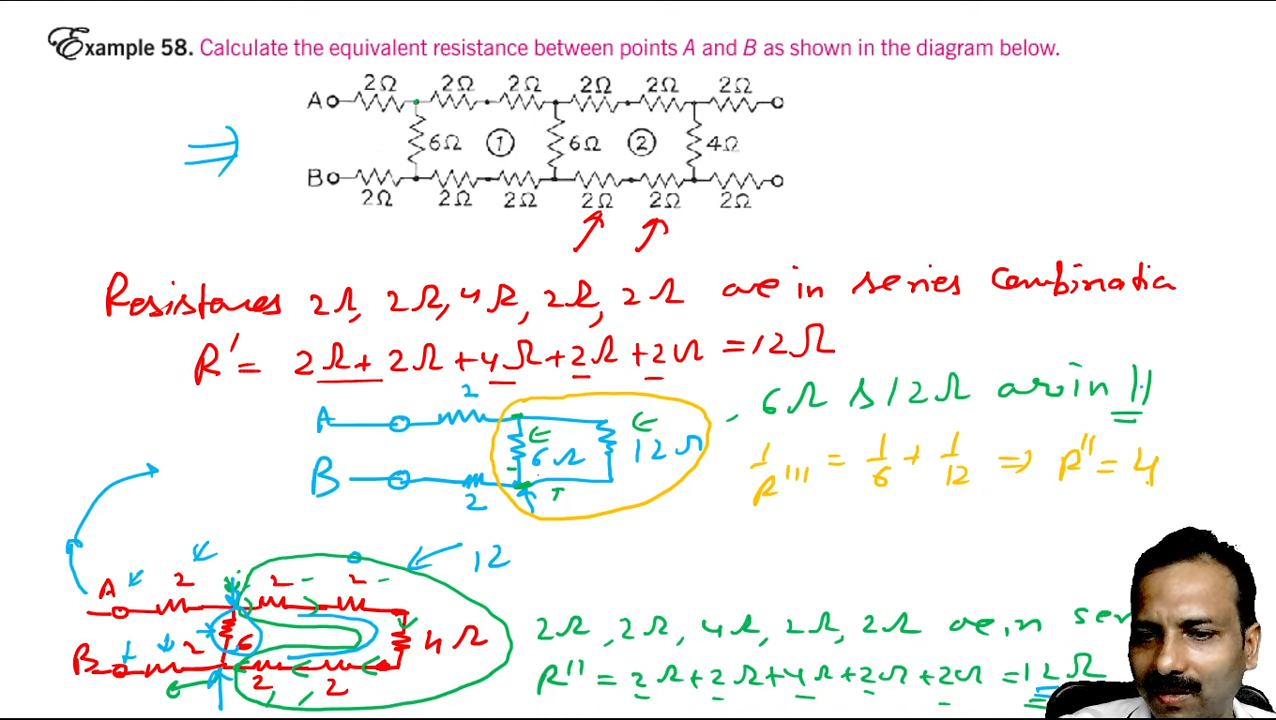 Example 58. Calculate the equivalent resistance between points A and B as shown in the diagram below.
2Ω 2Ω 2Ω 2Ω 2Ω 2Ω
A
6Ω 1 6Ω 2 4Ω
B
2Ω 2Ω 2Ω 2Ω 2Ω 2Ω
⇒
Resistances 2Ω, 2Ω, 4Ω, 2Ω, 2Ω are in series Combinatio
R' = 2Ω + 2Ω + 4Ω + 2Ω + 2Ω = 12Ω
2
A
6Ω 12Ω
B
2
6Ω & 12Ω are in ||
1/R''' = 1/6 + 1/12 ⇒ R'' = 4
12
A 2 2 2
6 4Ω
B 2 2 2
2Ω, 2Ω, 4Ω, 2Ω, 2Ω are in ser
R'' = 2Ω + 2Ω + 4Ω + 2Ω + 2Ω = 12Ω